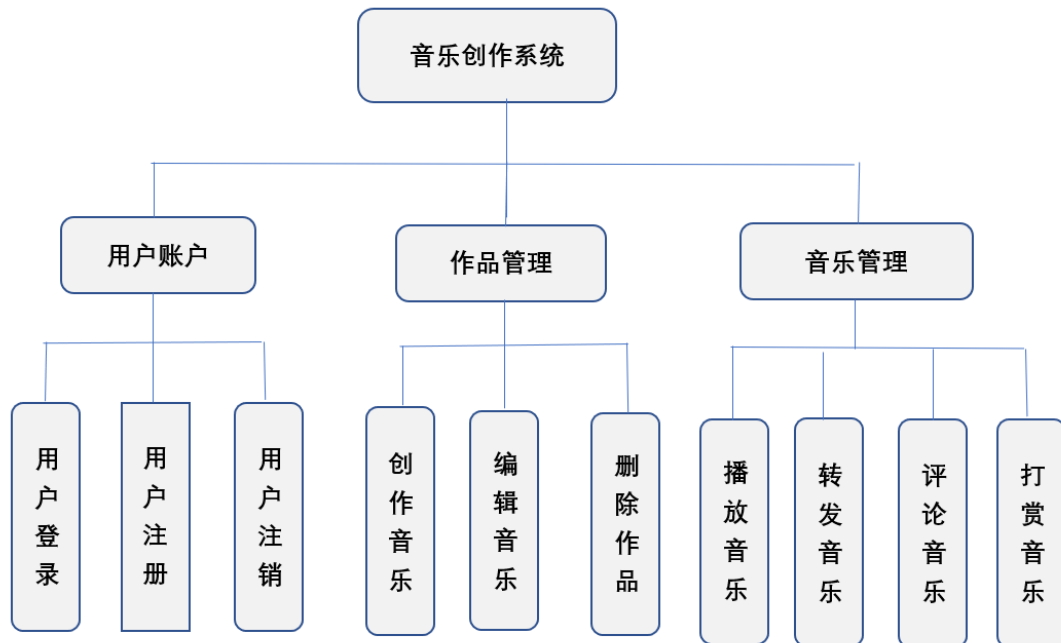 音乐创作系统
用户账户
作品管理
音乐管理
用户登录
用户注册
用户注销
创作音乐
编辑音乐
删除作品
播放音乐
转发音乐
评论音乐
打赏音乐